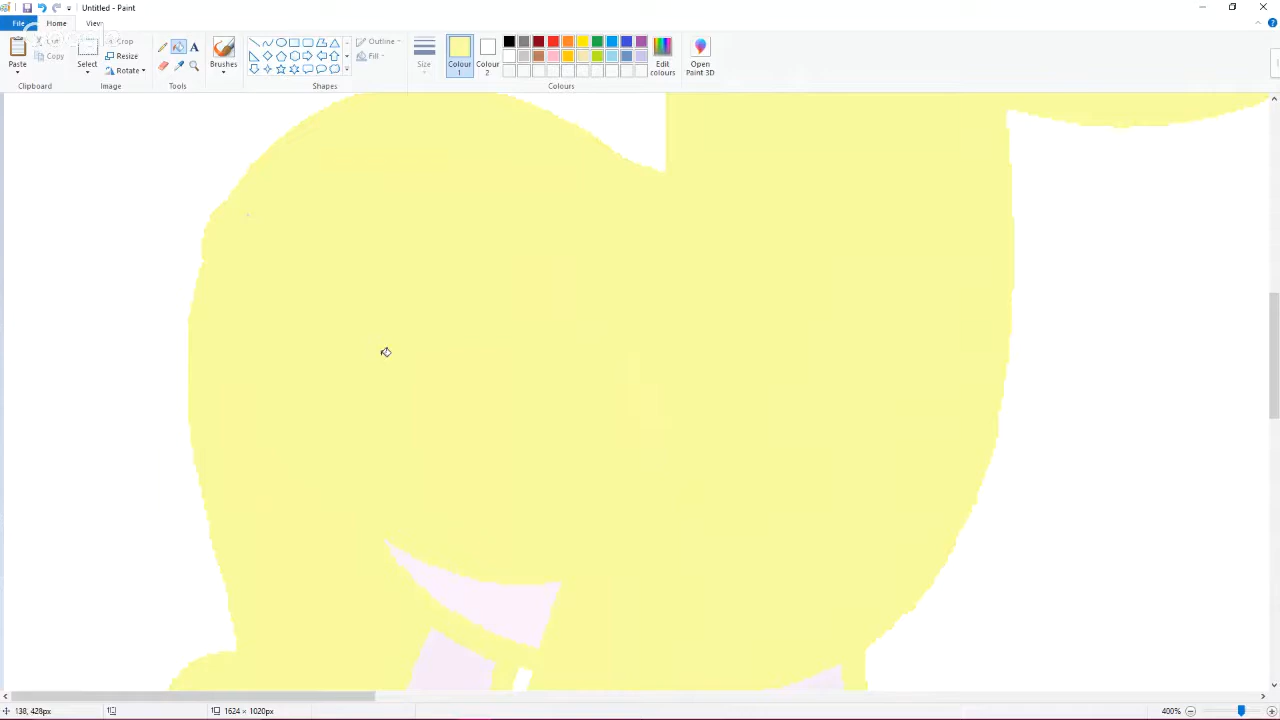 Untitled - Paint
File Home View
Paste Cut Copy Select Crop Resize Rotate A Brushes Outline Fill Size Colour 1 Colour 2 Edit colours Open Paint 3D
Clipboard Image Tools Shapes Colours
138, 428px 1624 × 1020px 400%